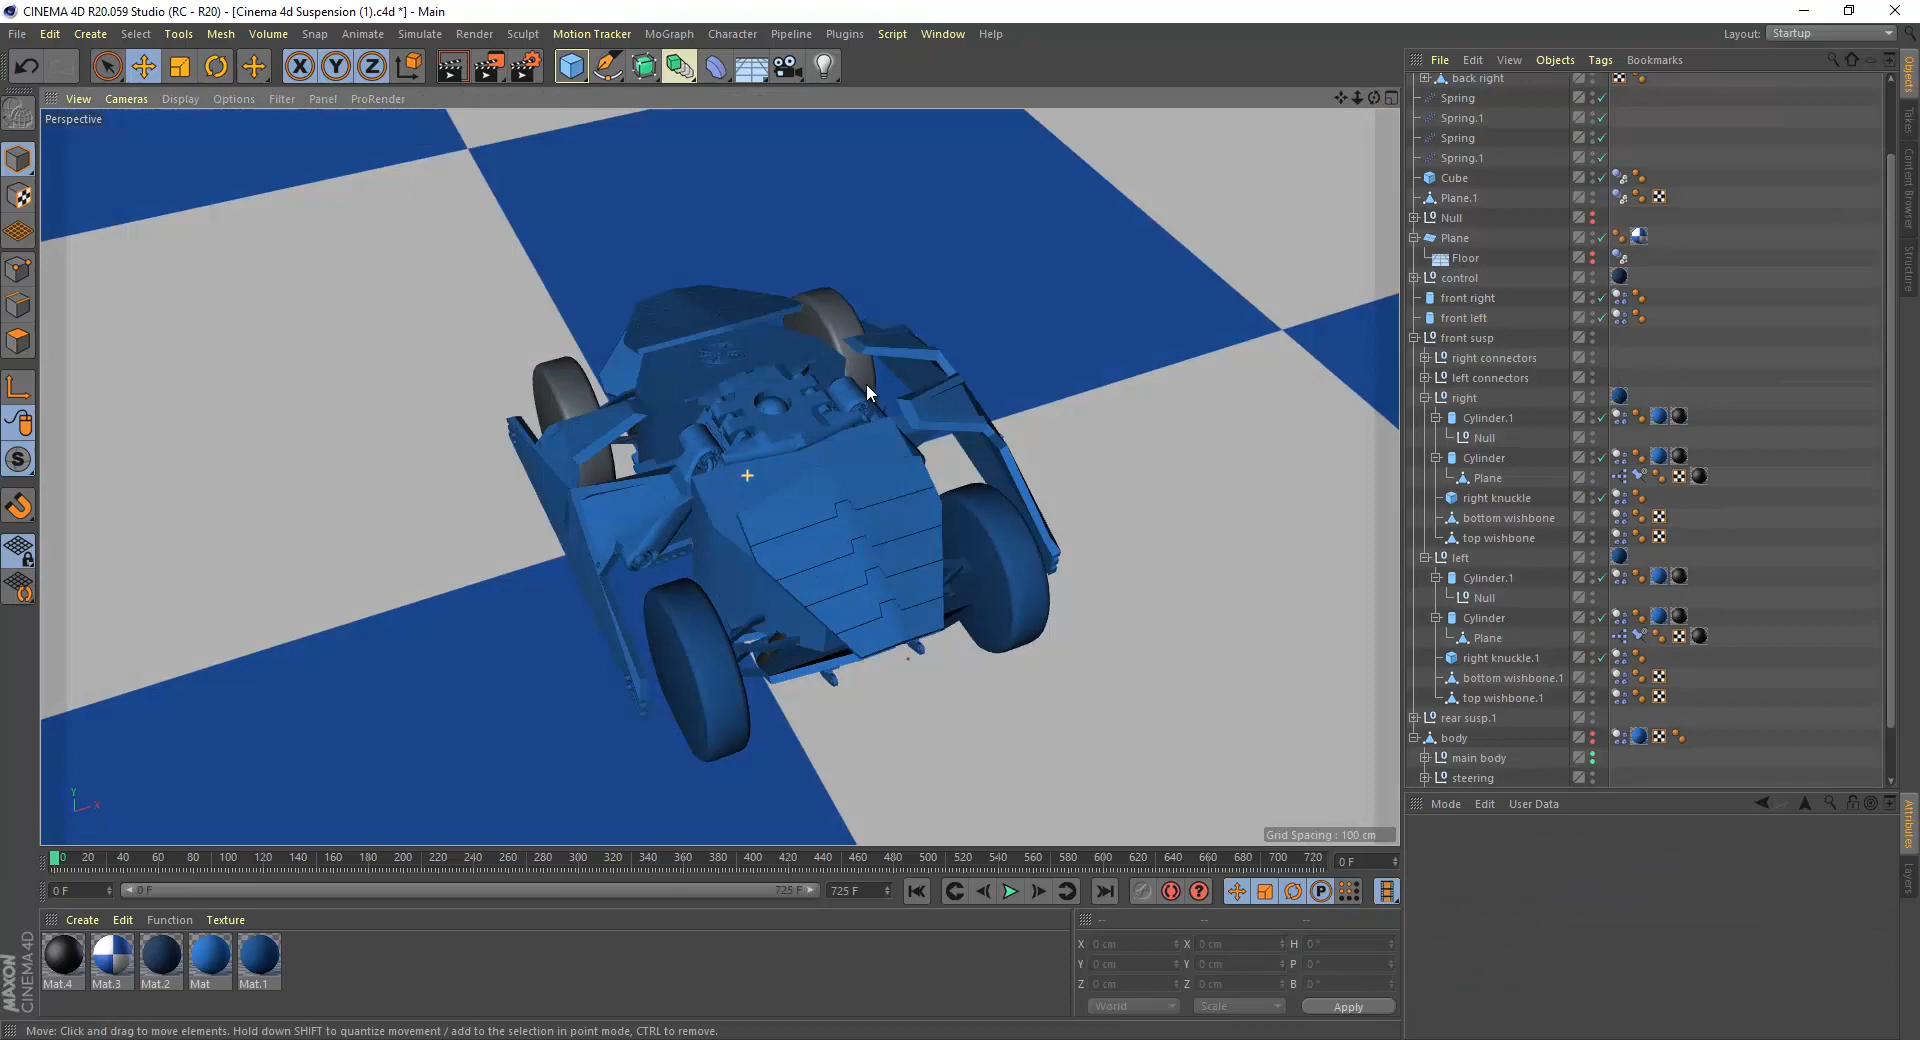 CINEMA 4D R20.059 Studio (RC - R20) - [Cinema 4d Suspension (1).c4d *] - Main
File Edit Create Select Tools Mesh Volume Snap Animate Simulate Render Sculpt Motion Tracker MoGraph Character Pipeline Plugins Script Window Help Layout: Startup
File Edit View Objects Tags Bookmarks
View Cameras Display Options Filter Panel ProRender
Perspective
back right
Spring
Spring.1
Spring
Spring.1
Cube
Plane.1
Null
Plane
Floor
control
front right
front left
front susp
right connectors
left connectors
right
Cylinder.1
Null
Cylinder
Plane
right knuckle
bottom wishbone
top wishbone
left
Cylinder.1
Null
Cylinder
Plane
right knuckle.1
bottom wishbone.1
top wishbone.1
rear susp.1
body
main body
steering
Objects
Takes
Content Browser
Structure
Y
X
Grid Spacing : 100 cm
Mode Edit User Data
Attributes
Layers
0 20 40 60 80 100 120 140 160 180 200 220 240 260 280 300 320 340 360 380 400 420 440 460 480 500 520 540 560 580 600 620 640 660 680 700 720 0 F
0 F 0 F 725 F 725 F
Create Edit Function Texture
Mat.4 Mat.3 Mat.2 Mat Mat.1
-- -- --
X 0 cm X 0 cm H 0 °
Y 0 cm Y 0 cm P 0 °
Z 0 cm Z 0 cm B 0 °
World Scale Apply
MAXON
CINEMA 4D
Move: Click and drag to move elements. Hold down SHIFT to quantize movement / add to the selection in point mode, CTRL to remove.